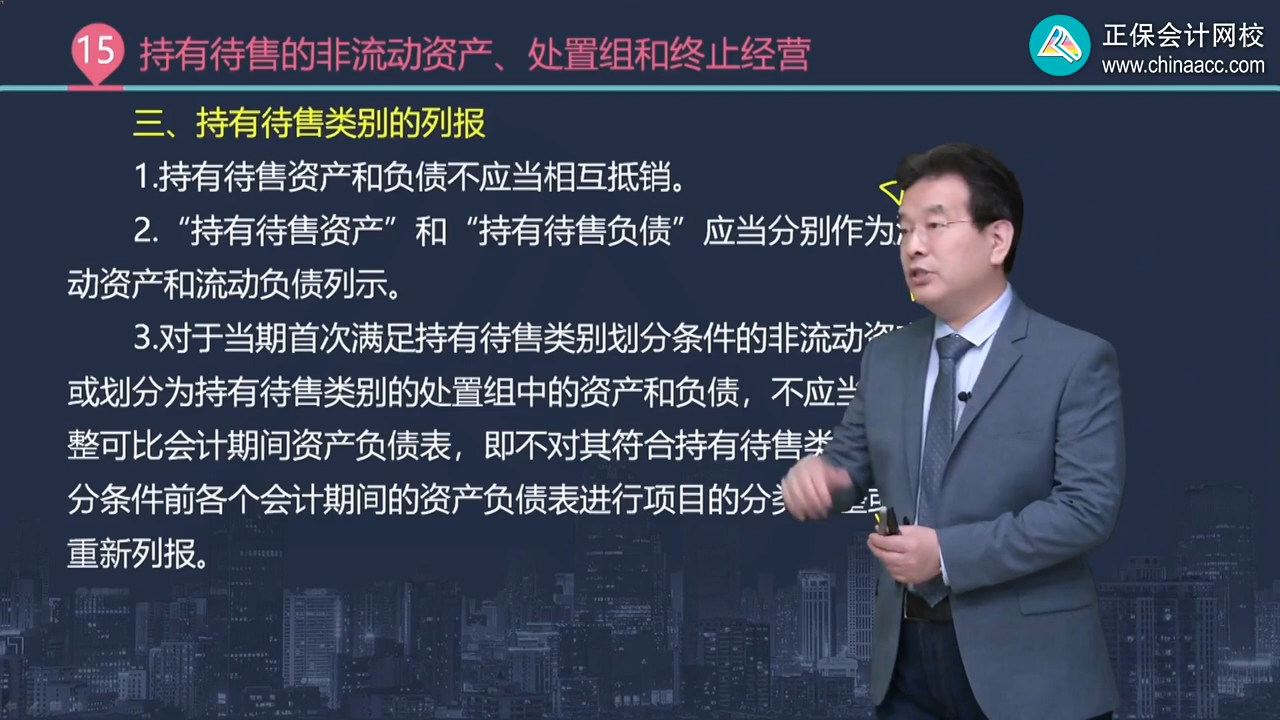 15 持有待售的非流动资产、处置组和终止经营
正保会计网校
www.chinaacc.com
三、持有待售类别的列报
1.持有待售资产和负债不应当相互抵销。
2.“持有待售资产”和“持有待售负债”应当分别作为
动资产和流动负债列示。
3.对于当期首次满足持有待售类别划分条件的非流动资
或划分为持有待售类别的处置组中的资产和负债，不应当
整可比会计期间资产负债表，即不对其符合持有待售类
分条件前各个会计期间的资产负债表进行项目的分类
重新列报。